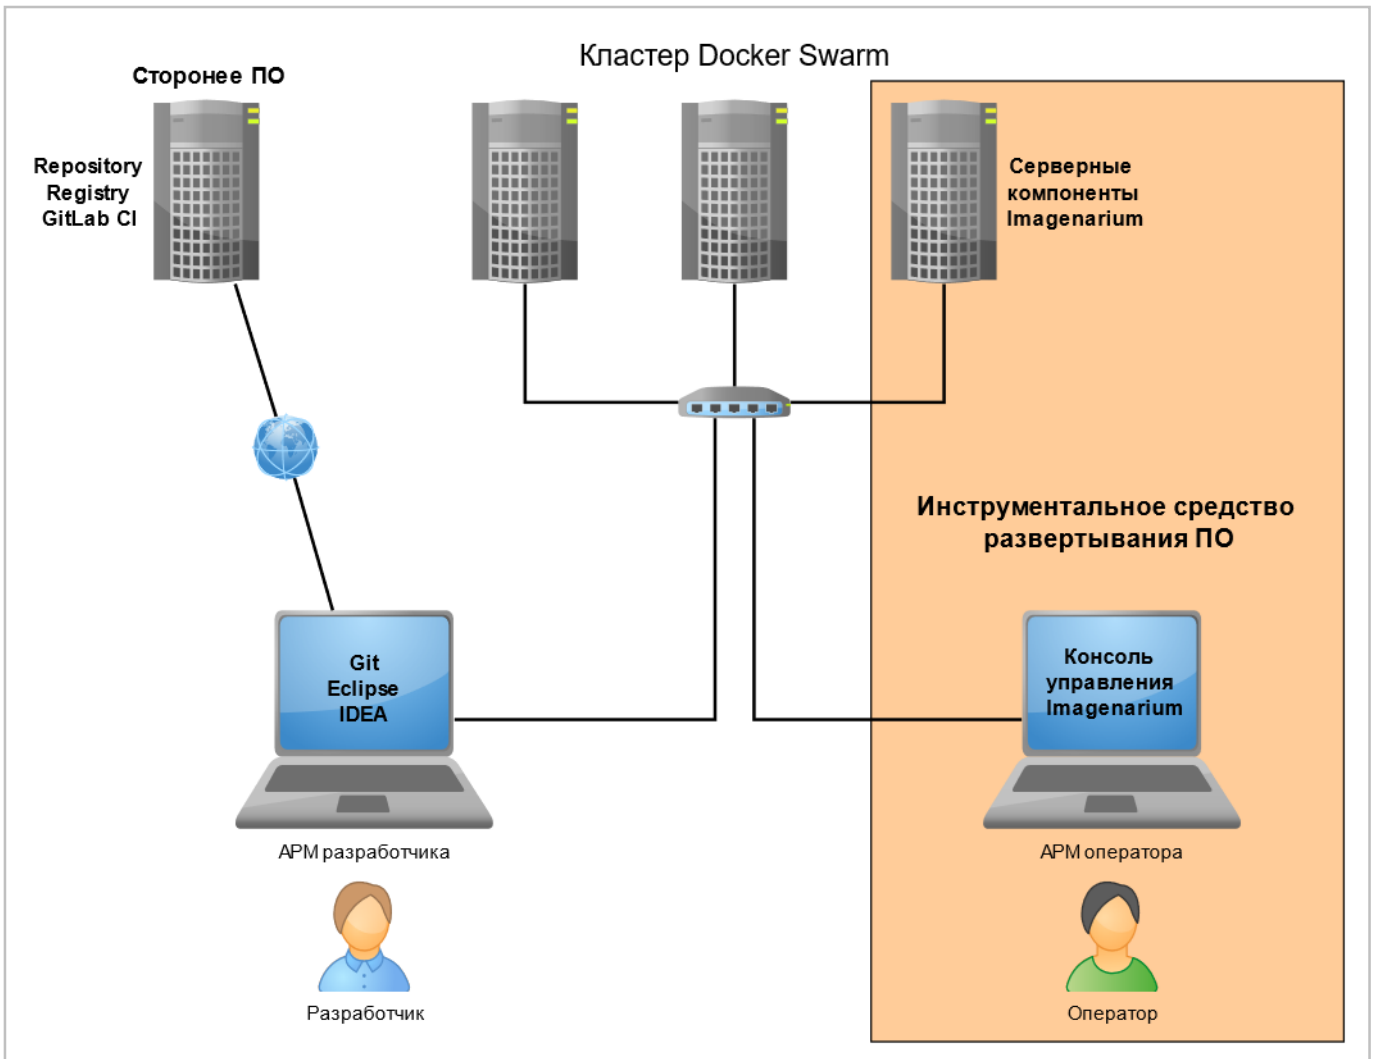 Кластер Docker Swarm
Стороннее ПО
Repository
Registry
GitLab CI
Серверные
компоненты
Imagenarium
Инструментальное средство
развертывания ПО
Git
Eclipse
IDEA
Консоль
управления
Imagenarium
АРМ разработчика
АРМ оператора
Разработчик
Оператор